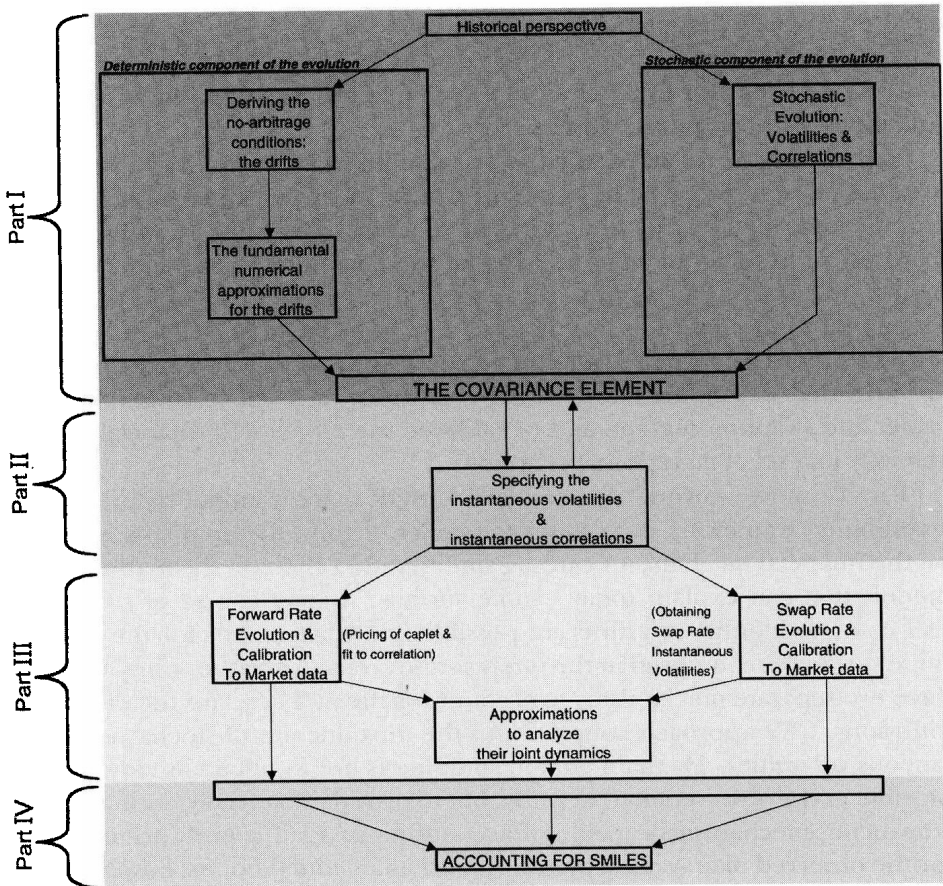 Part I
Historical perspective
Deterministic component of the evolution
Stochastic component of the evolution
Deriving the
no-arbitrage
conditions:
the drifts
Stochastic
Evolution:
Volatilities &
Correlations
The fundamental
numerical
approximations
for the drifts
THE COVARIANCE ELEMENT
Part II
Specifying the
instantaneous volatilities
&
instantaneous correlations
Part III
Forward Rate
Evolution &
Calibration
To Market data
(Pricing of caplet &
fit to correlation)
(Obtaining
Swap Rate
Instantaneous
Volatilities)
Swap Rate
Evolution &
Calibration
To Market data
Approximations
to analyze
their joint dynamics
Part IV
ACCOUNTING FOR SMILES